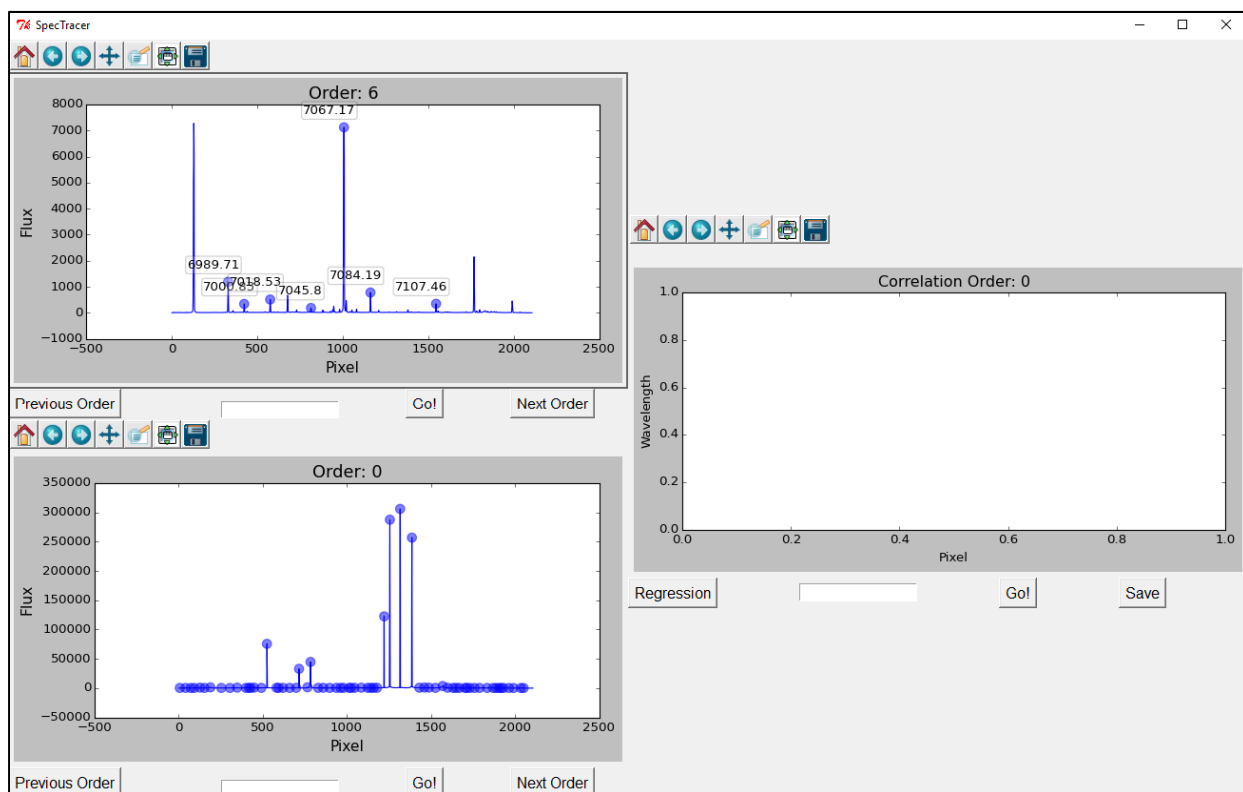 SpecTracer
Order: 6
8000
7000
6000
5000
4000
3000
2000
1000
0
−1000
Flux
7067.17
6989.71
7018.53
7045.8
7084.19
7107.46
−500
0
500
1000
1500
2000
2500
Pixel
Previous Order
Go!
Next Order
Order: 0
350000
300000
250000
200000
150000
100000
50000
0
−50000
Flux
−500
0
500
1000
1500
2000
2500
Pixel
Previous Order
Go!
Next Order
Correlation Order: 0
1.0
0.8
0.6
0.4
0.2
0.0
Wavelength
0.0
0.2
0.4
0.6
0.8
1.0
Pixel
Regression
Go!
Save